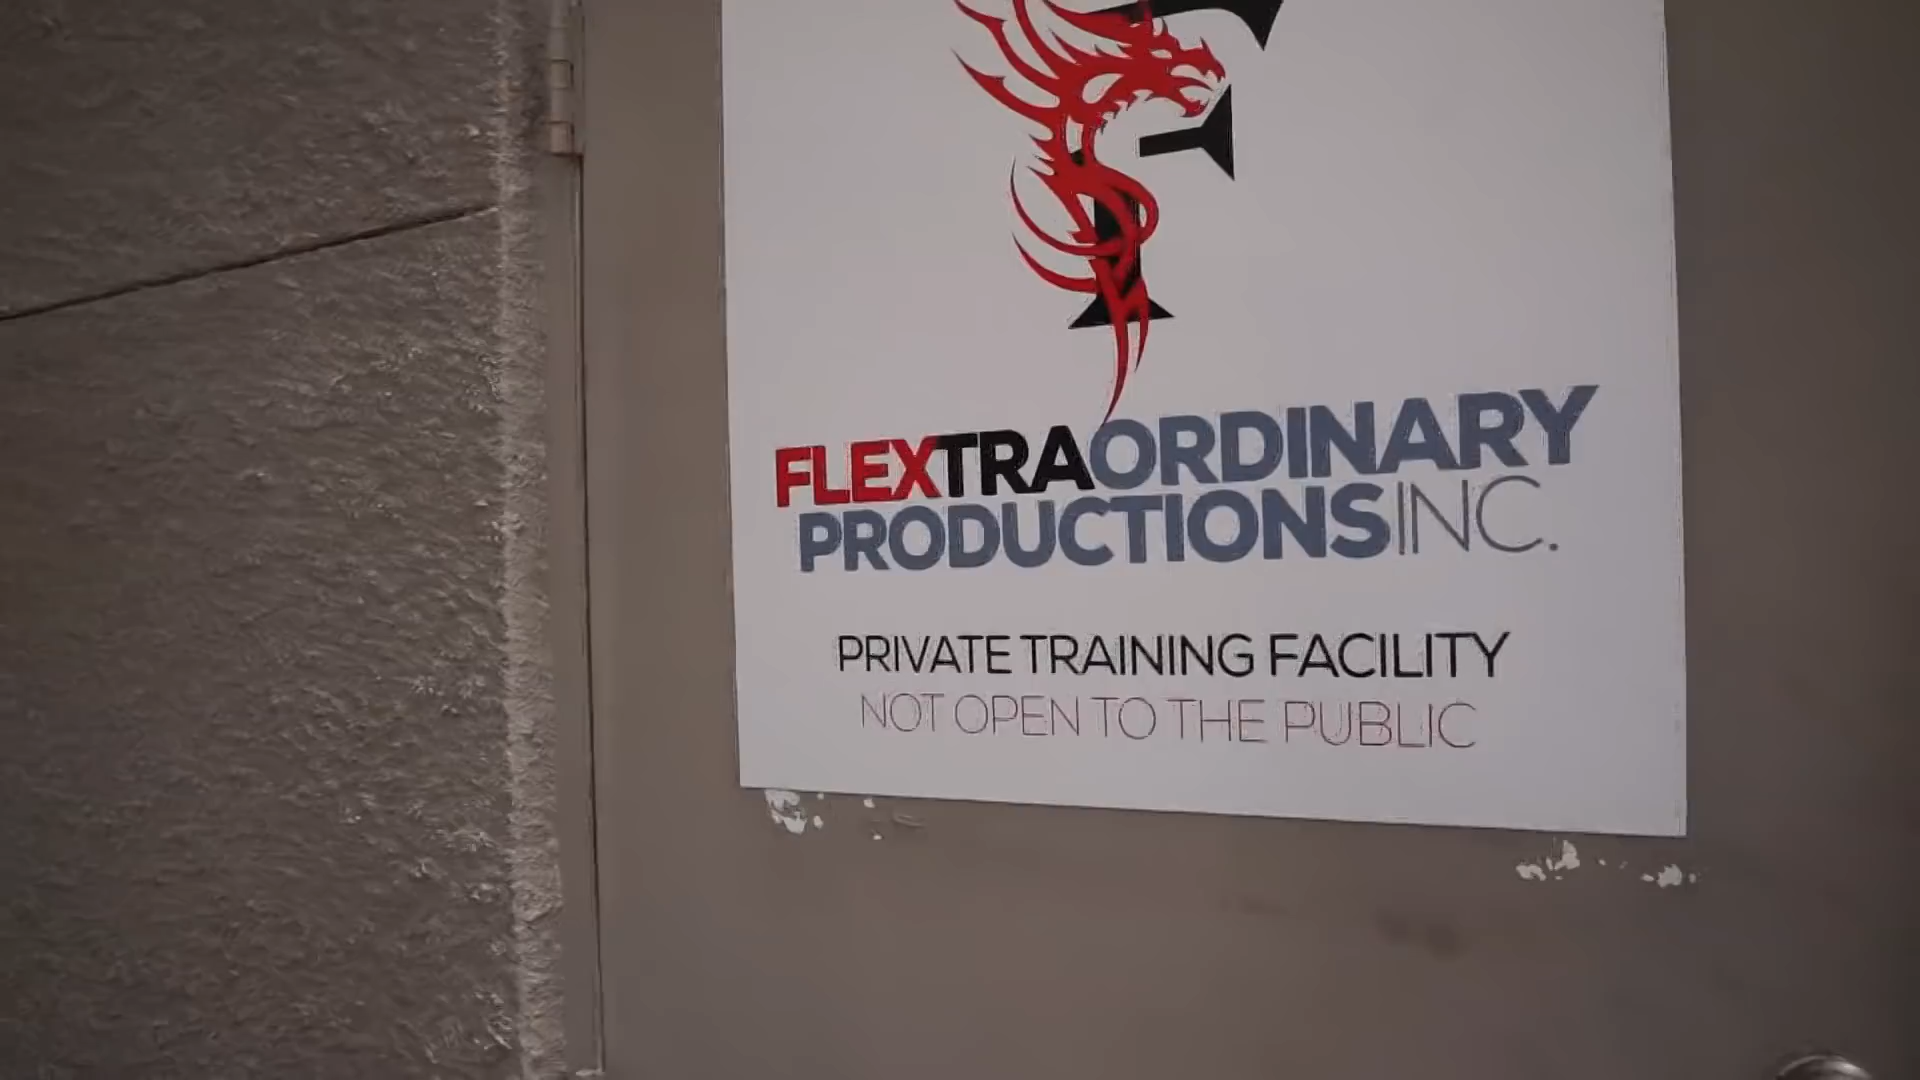 F
FLEXTRAORDINARY
PRODUCTIONS INC.
PRIVATE TRAINING FACILITY
NOT OPEN TO THE PUBLIC